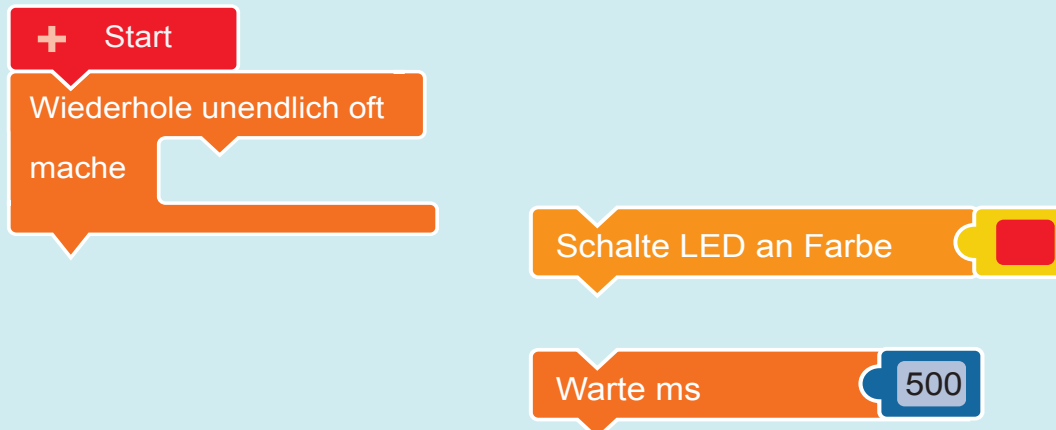 + Start
Wiederhole unendlich oft
mache
Schalte LED an Farbe
Warte ms 500